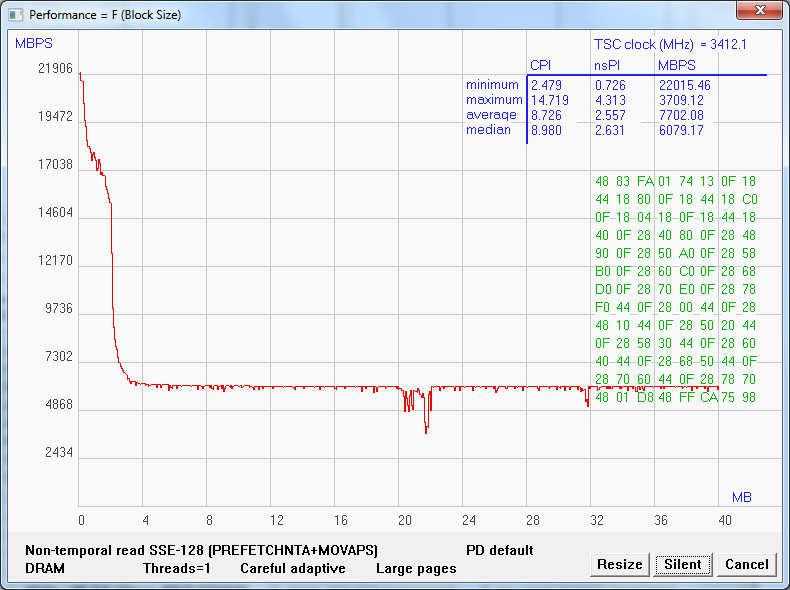 Performance = F (Block Size)
MBPS
TSC clock (MHz) = 3412.1
CPI nsPI MBPS
minimum 2.479 0.726 22015.46
maximum 14.719 4.313 3709.12
average 8.726 2.557 7702.08
median 8.980 2.631 6079.17
21906
19472
17038
14604
12170
9736
7302
4868
2434
48 83 FA 01 74 13 0F 18
44 18 80 0F 18 44 18 C0
0F 18 04 18 0F 18 44 18
40 0F 28 40 80 0F 28 48
90 0F 28 50 A0 0F 28 58
B0 0F 28 60 C0 0F 28 68
D0 0F 28 70 E0 0F 28 78
F0 44 0F 28 00 44 0F 28
48 10 44 0F 28 50 20 44
0F 28 58 30 44 0F 28 60
40 44 0F 28 68 50 44 0F
28 70 60 44 0F 28 78 70
48 01 D8 48 FF CA 75 98
MB
0 4 8 12 16 20 24 28 32 36 40
Non-temporal read SSE-128 (PREFETCHNTA+MOVAPS) PD default
DRAM Threads=1 Careful adaptive Large pages
Resize Silent Cancel